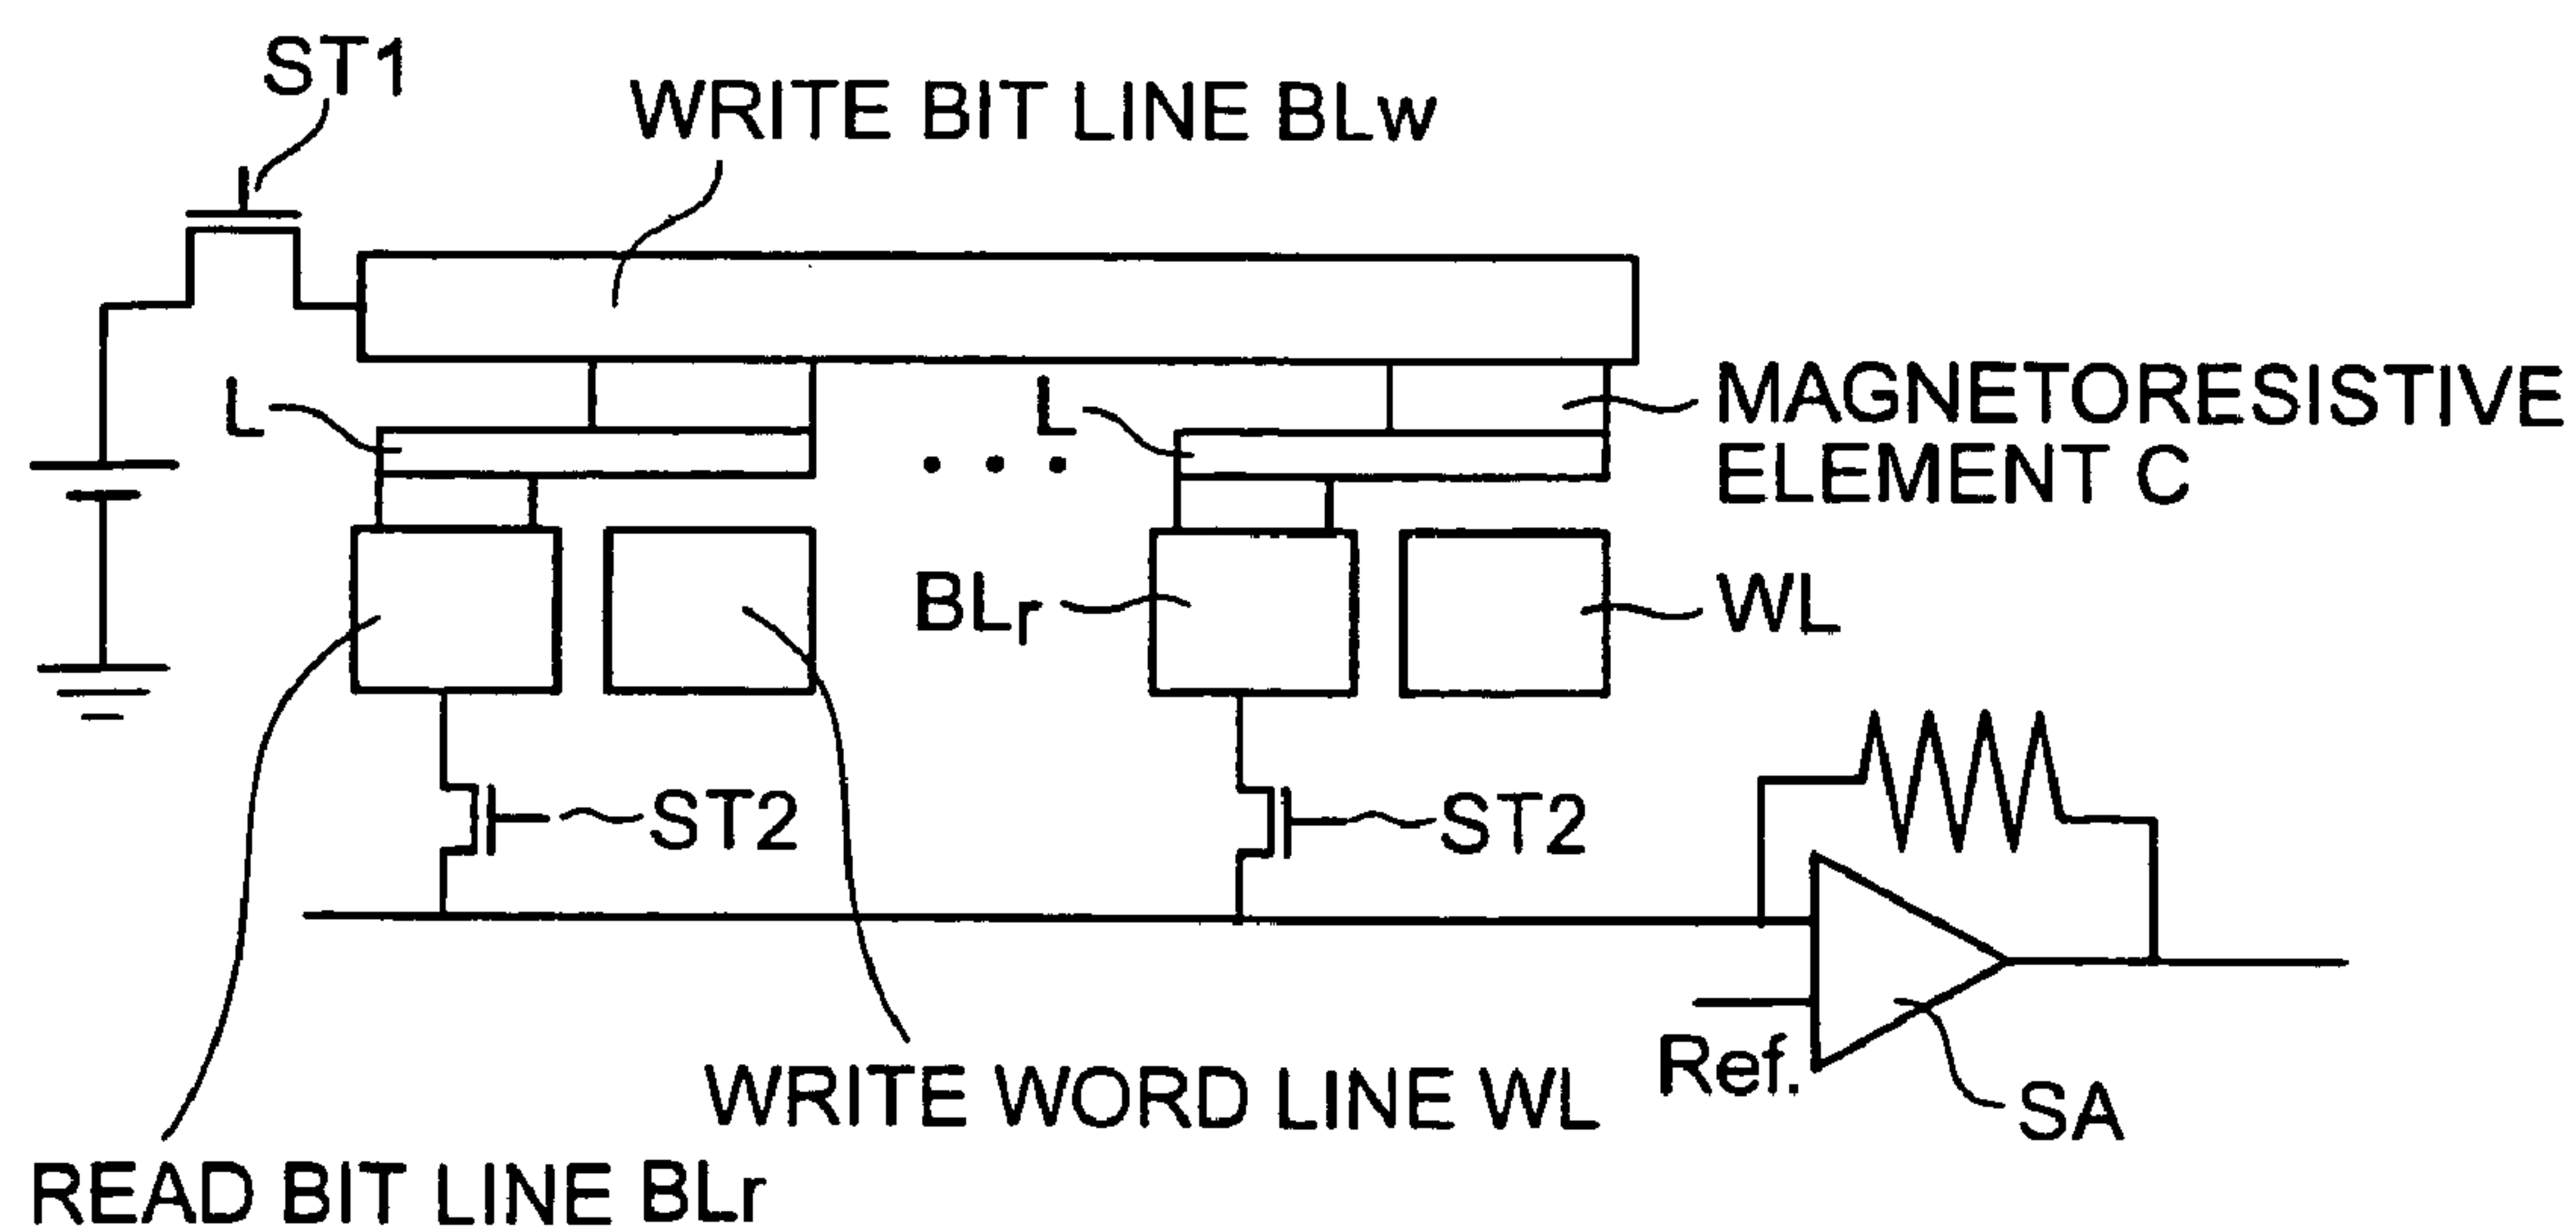 ST1
WRITE BIT LINE BLw
L
L
MAGNETORESISTIVE
ELEMENT C
BLr
WL
ST2
ST2
Ref.
SA
WRITE WORD LINE WL
READ BIT LINE BLr